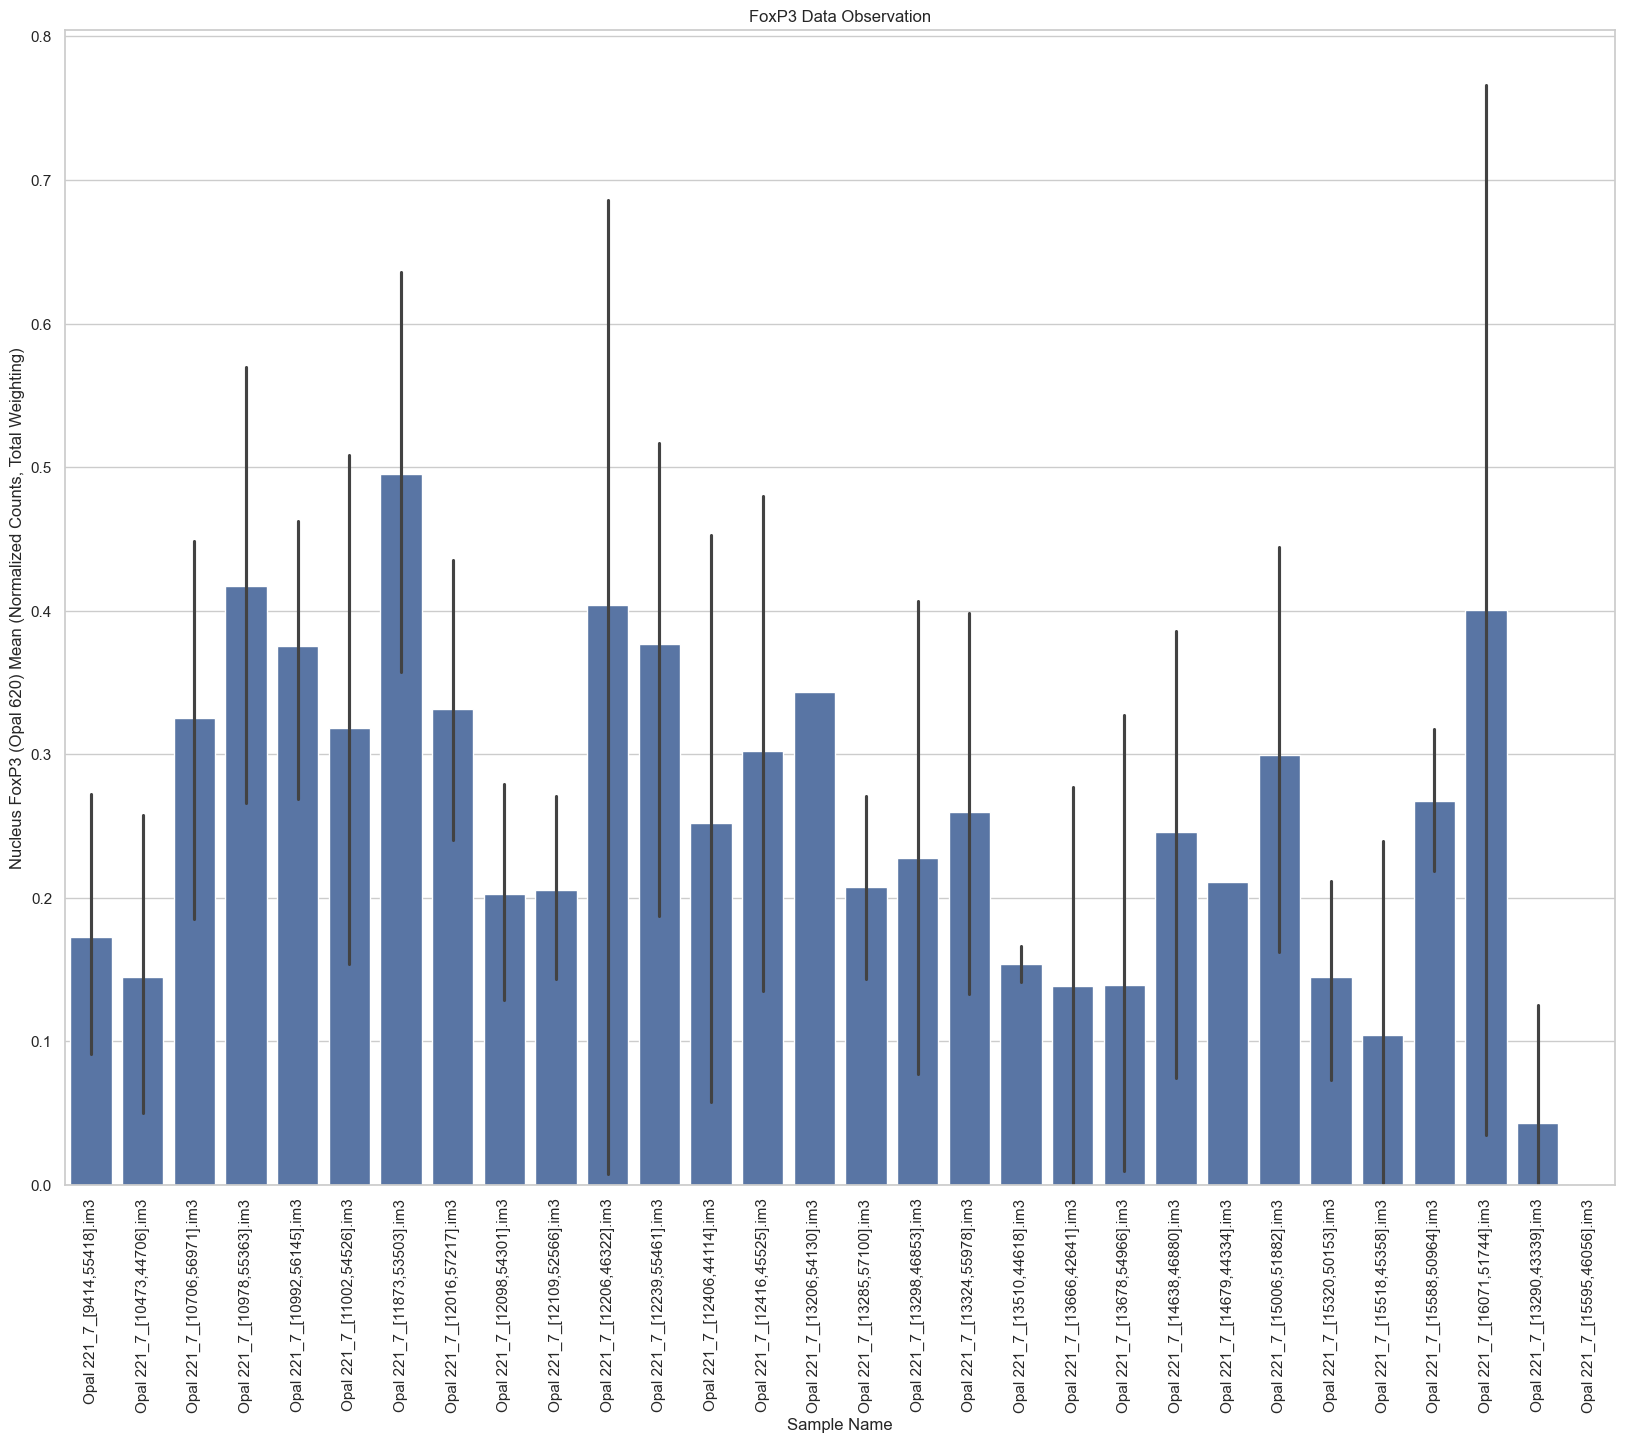 FoxP3 Data Observation
Nucleus FoxP3 (Opal 620) Mean (Normalized Counts, Total Weighting)
0.8
0.7
0.6
0.5
0.4
0.3
0.2
0.1
0.0
Opal 221_7_[9414,55418].im3
Opal 221_7_[10473,44706].im3
Opal 221_7_[10706,56971].im3
Opal 221_7_[10978,55363].im3
Opal 221_7_[10992,56145].im3
Opal 221_7_[11002,54526].im3
Opal 221_7_[11873,53503].im3
Opal 221_7_[12016,57217].im3
Opal 221_7_[12098,54301].im3
Opal 221_7_[12109,52566].im3
Opal 221_7_[12206,46322].im3
Opal 221_7_[12239,55461].im3
Opal 221_7_[12406,44114].im3
Opal 221_7_[12416,45525].im3
Opal 221_7_[13206,54130].im3
Opal 221_7_[13285,57100].im3
Opal 221_7_[13298,46853].im3
Opal 221_7_[13324,55978].im3
Opal 221_7_[13510,44618].im3
Opal 221_7_[13666,42641].im3
Opal 221_7_[13678,54966].im3
Opal 221_7_[14638,46880].im3
Opal 221_7_[14679,44334].im3
Opal 221_7_[15006,51882].im3
Opal 221_7_[15320,50153].im3
Opal 221_7_[15518,45358].im3
Opal 221_7_[15588,50964].im3
Opal 221_7_[16071,51744].im3
Opal 221_7_[13290,43339].im3
Opal 221_7_[15595,46056].im3
Sample Name